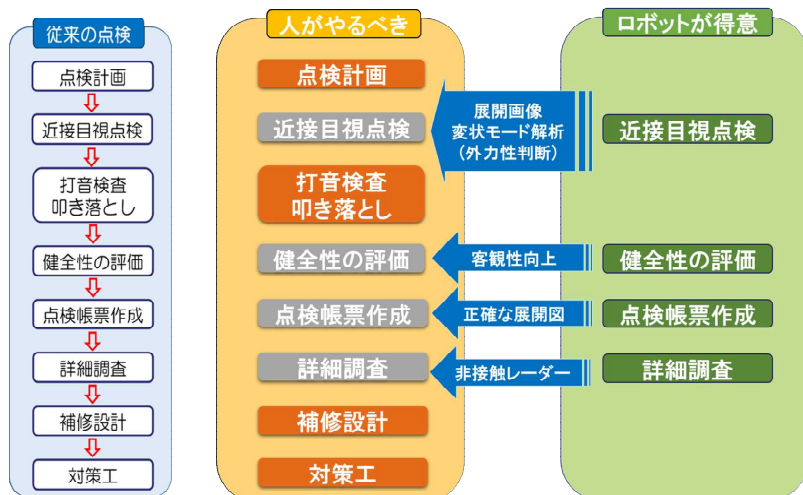 従来の点検
点検計画
近接目視点検
打音検査
叩き落とし
健全性の評価
点検帳票作成
詳細調査
補修設計
対策工
人がやるべき
点検計画
近接目視点検
打音検査
叩き落とし
健全性の評価
点検帳票作成
詳細調査
補修設計
対策工
展開画像
変状モード解析
(外力性判断)
客観性向上
正確な展開図
非接触レーダー
ロボットが得意
近接目視点検
健全性の評価
点検帳票作成
詳細調査